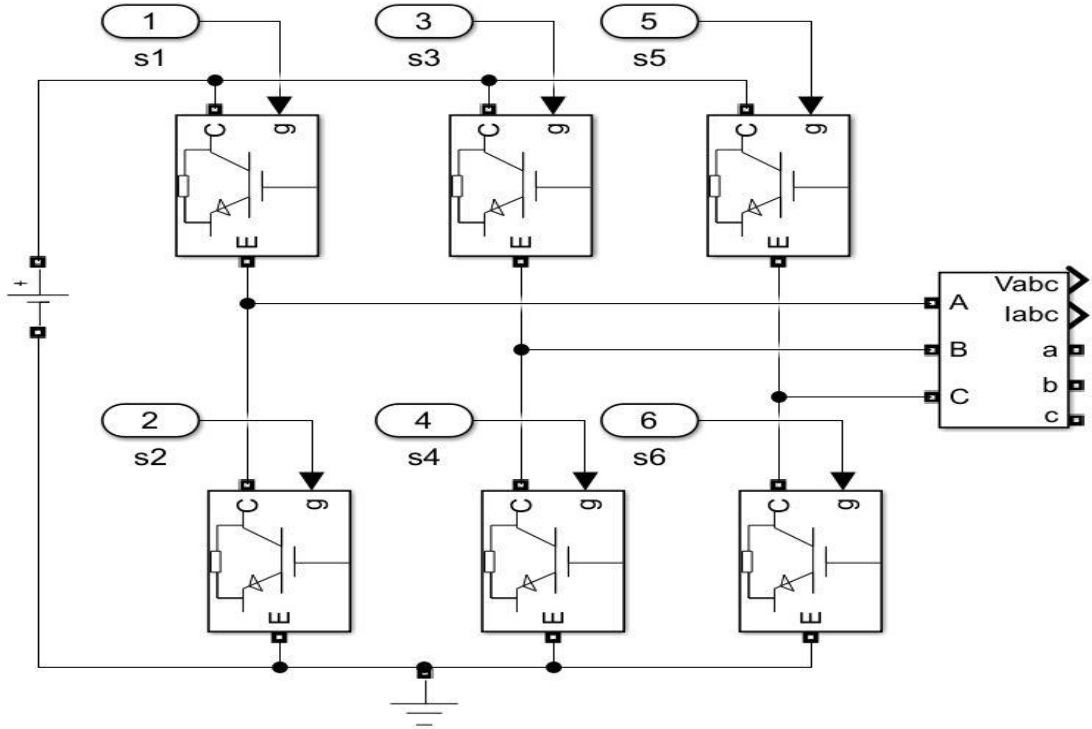 1 3 5
s1 s3 s5
C g C g C g
E E E
+
Vabc
A Iabc
B a
C b
c
2 4 6
s2 s4 s6
C g C g C g
E E E